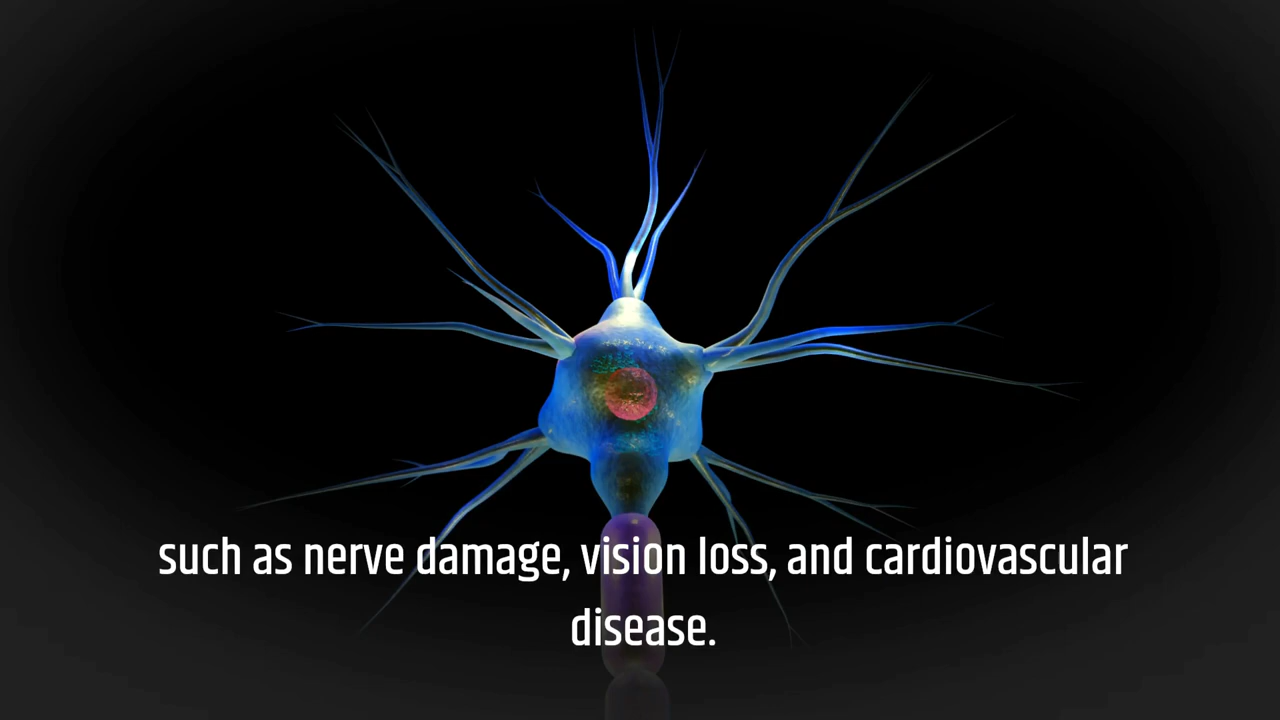 such as nerve damage, vision loss, and cardiovascular
disease.